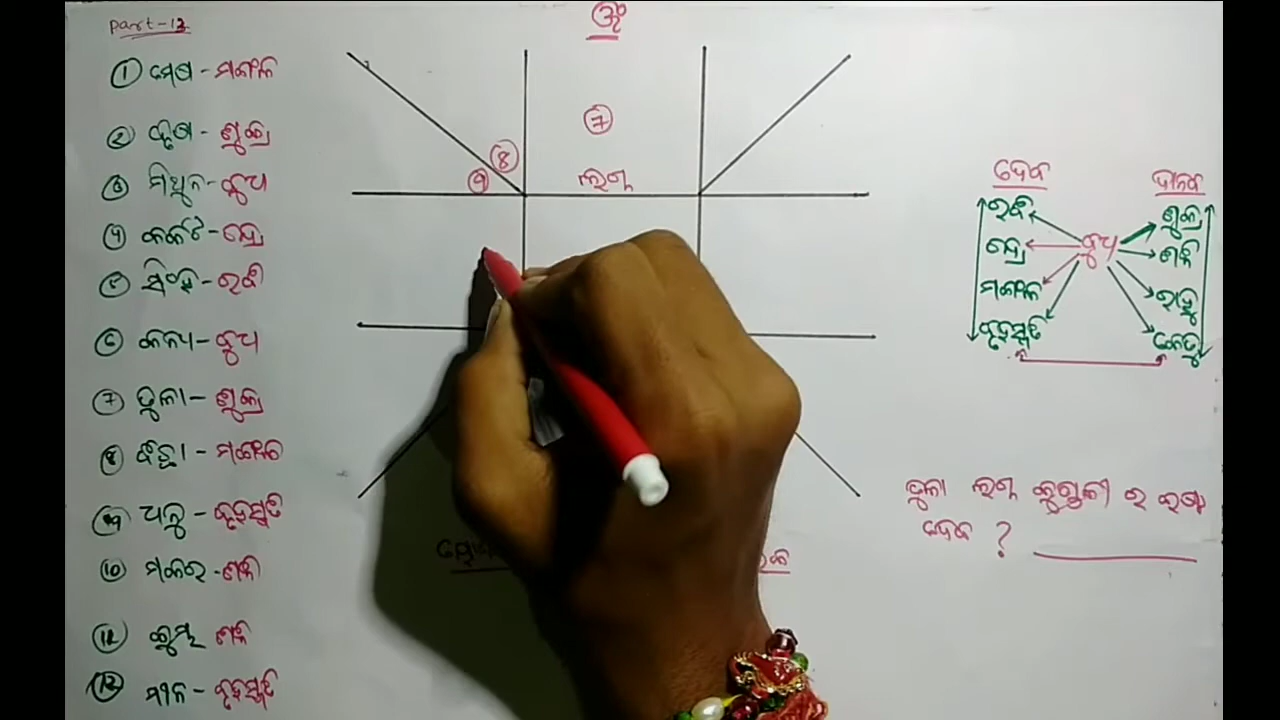 Part-13
ଓଁ
① ମେଷ - ମଙ୍ଗଳ
② ବୃଷ - ଶୁକ୍ର
③ ମିଥୁନ - ବୁଧ
④ କର୍କଟ - ଚନ୍ଦ୍ର
⑤ ସିଂହ - ରବି
⑥ କନ୍ୟା - ବୁଧ
⑦ ତୁଳା - ଶୁକ୍ର
⑧ ବିଛା - ମଙ୍ଗଳ
⑨ ଧନୁ - ବୃହସ୍ପତି
⑩ ମକର - ଶନି
⑪ କୁମ୍ଭ ଶନି
⑫ ମୀନ - ବୃହସ୍ପତି
⑦
⑧
⑨
ଲଗ୍ନ
ଦେବ
ଦାନବ
ରବି
ଚନ୍ଦ୍ର
ମଙ୍ଗଳ
ବୃହସ୍ପତି
ବୁଧ
ଶୁକ୍ର
ଶନି
ରାହୁ
କେତୁ
ତୁଳା ଲଗ୍ନ କୁଣ୍ଡଳୀ ର ଇଷ୍ଟ
ଦେବ ?